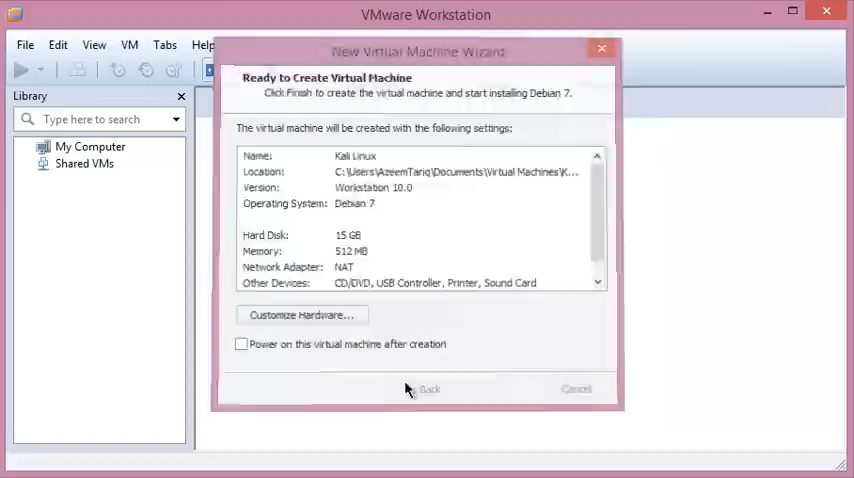 VMware Workstation
File Edit View VM Tabs Help
New Virtual Machine Wizard
Library
Type here to search
My Computer
Shared VMs
Ready to Create Virtual Machine
Click Finish to create the virtual machine and start installing Debian 7.
The virtual machine will be created with the following settings:
Name: Kali Linux
Location: C:\Users\AzeemTariq\Documents\Virtual Machines\K...
Version: Workstation 10.0
Operating System: Debian 7
Hard Disk: 15 GB
Memory: 512 MB
Network Adapter: NAT
Other Devices: CD/DVD, USB Controller, Printer, Sound Card
Customize Hardware...
Power on this virtual machine after creation
Back Cancel